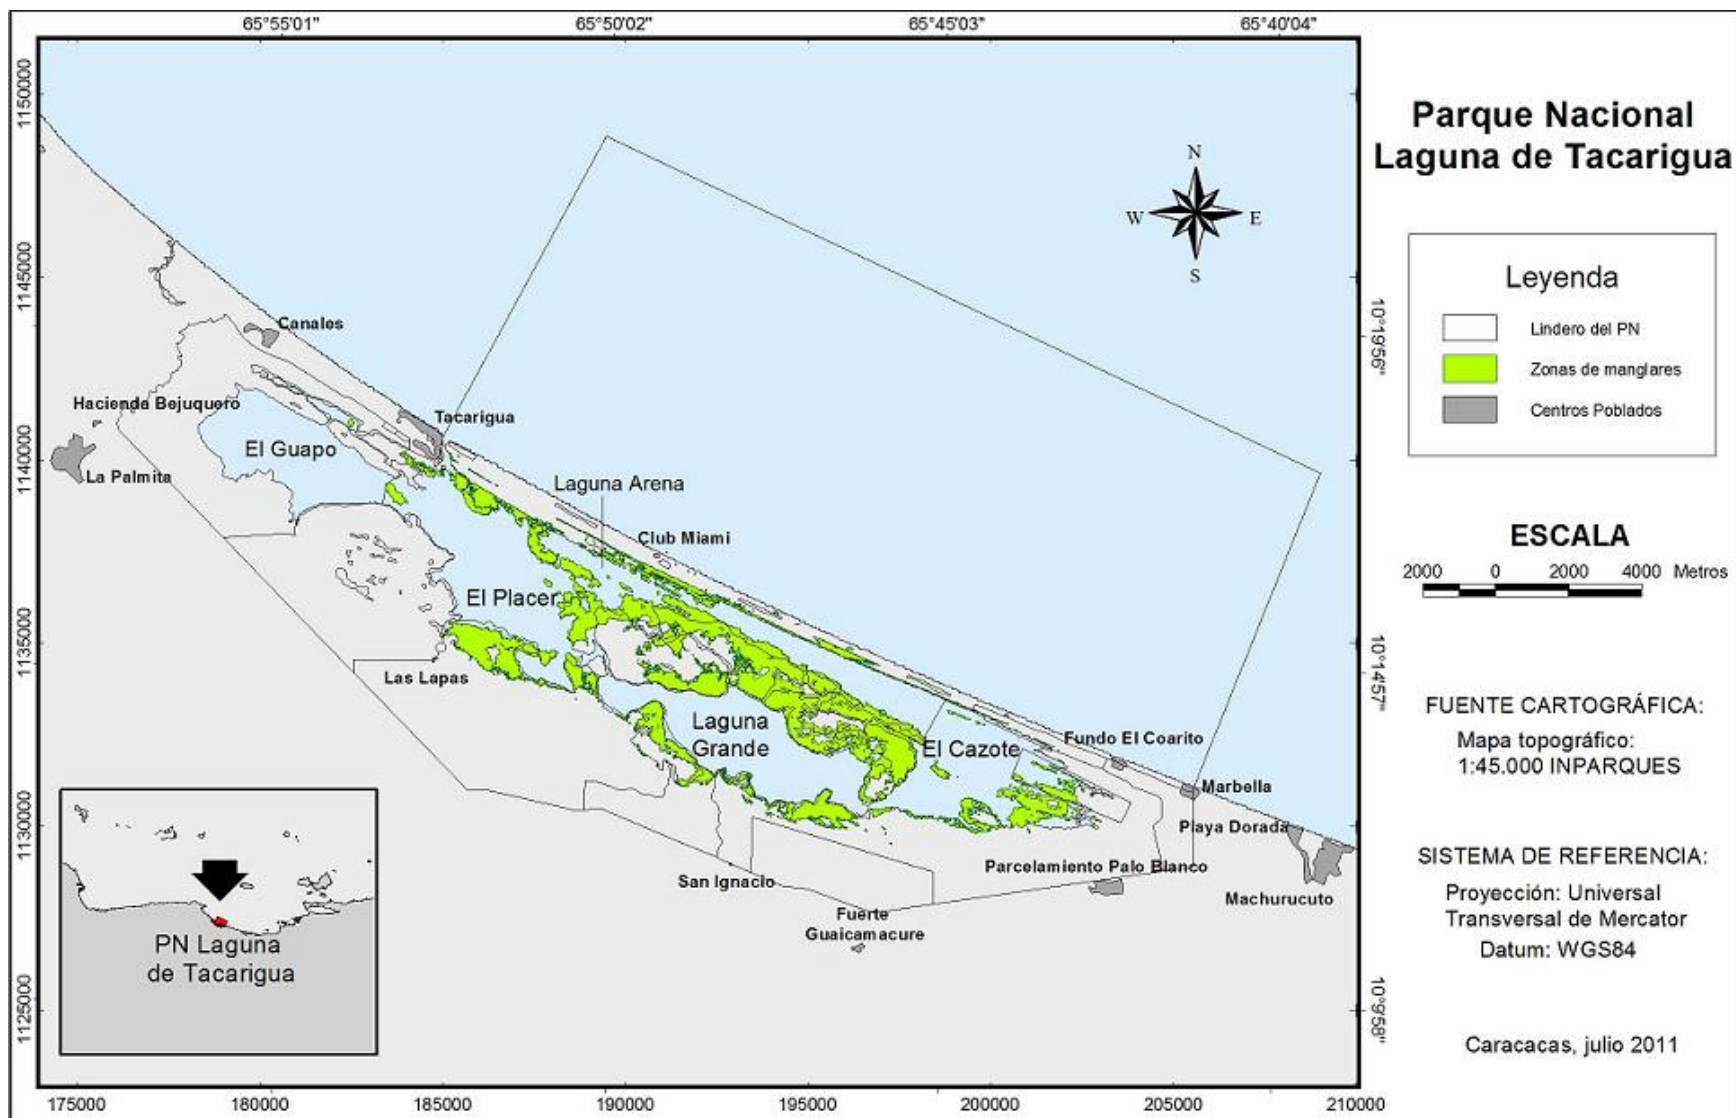 65°55'01"
65°50'02"
65°45'03"
65°40'04"
1150000
1145000
1140000
1135000
1130000
1125000
10°19'56"
10°14'57"
10°9'58"
175000
180000
185000
190000
195000
200000
205000
210000
N
W
E
S
Canales
Hacienda Bejuquero
Tacarigua
El Guapo
La Palmita
Laguna Arena
Club Miami
El Placer
Las Lapas
Laguna
Grande
El Cazote
Fundo El Coarito
Marbella
Playa Dorada
Parcelamiento Palo Blanco
San Ignacio
Machurucuto
Fuerte
Guaicamacure
PN Laguna
de Tacarigua
Parque Nacional
Laguna de Tacarigua
Leyenda
Lindero del PN
Zonas de manglares
Centros Poblados
ESCALA
2000 0 2000 4000 Metros
FUENTE CARTOGRÁFICA:
Mapa topográfico:
1:45.000 INPARQUES
SISTEMA DE REFERENCIA:
Proyección: Universal
Transversal de Mercator
Datum: WGS84
Caracacas, julio 2011